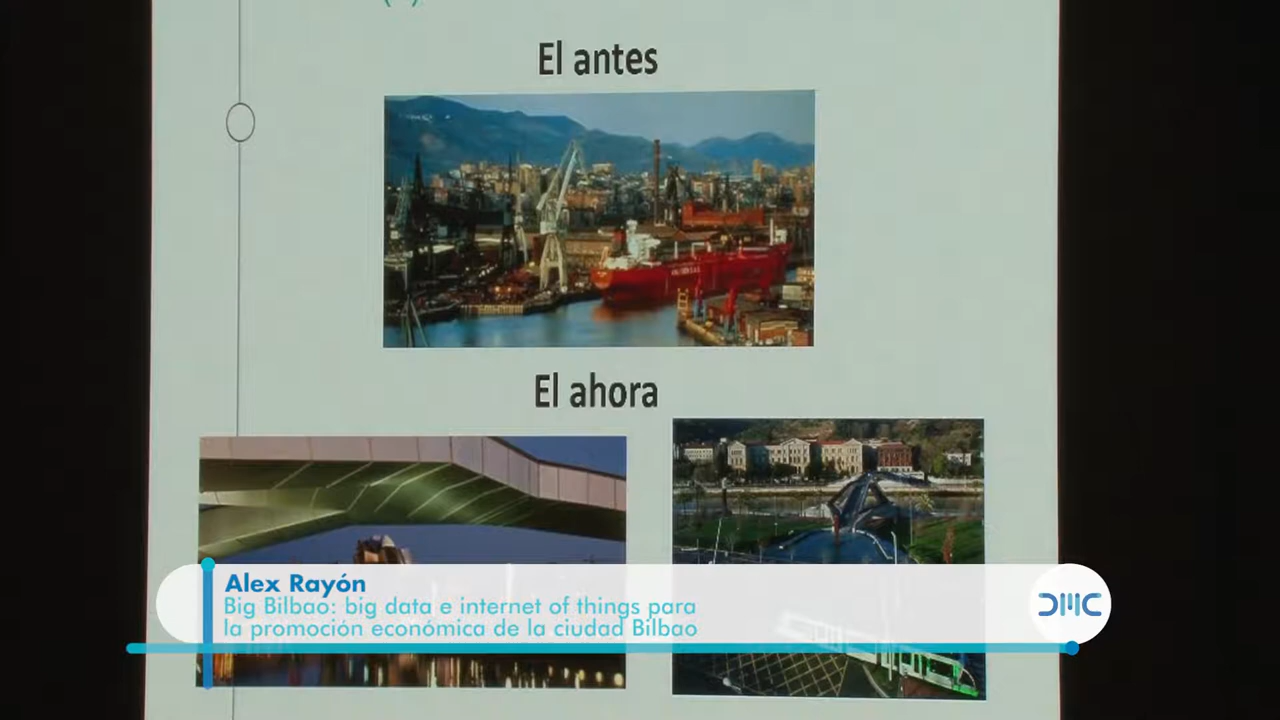 El antes
El ahora
Alex Rayón
Big Bilbao: big data e internet of things para
la promoción económica de la ciudad Bilbao
DMC